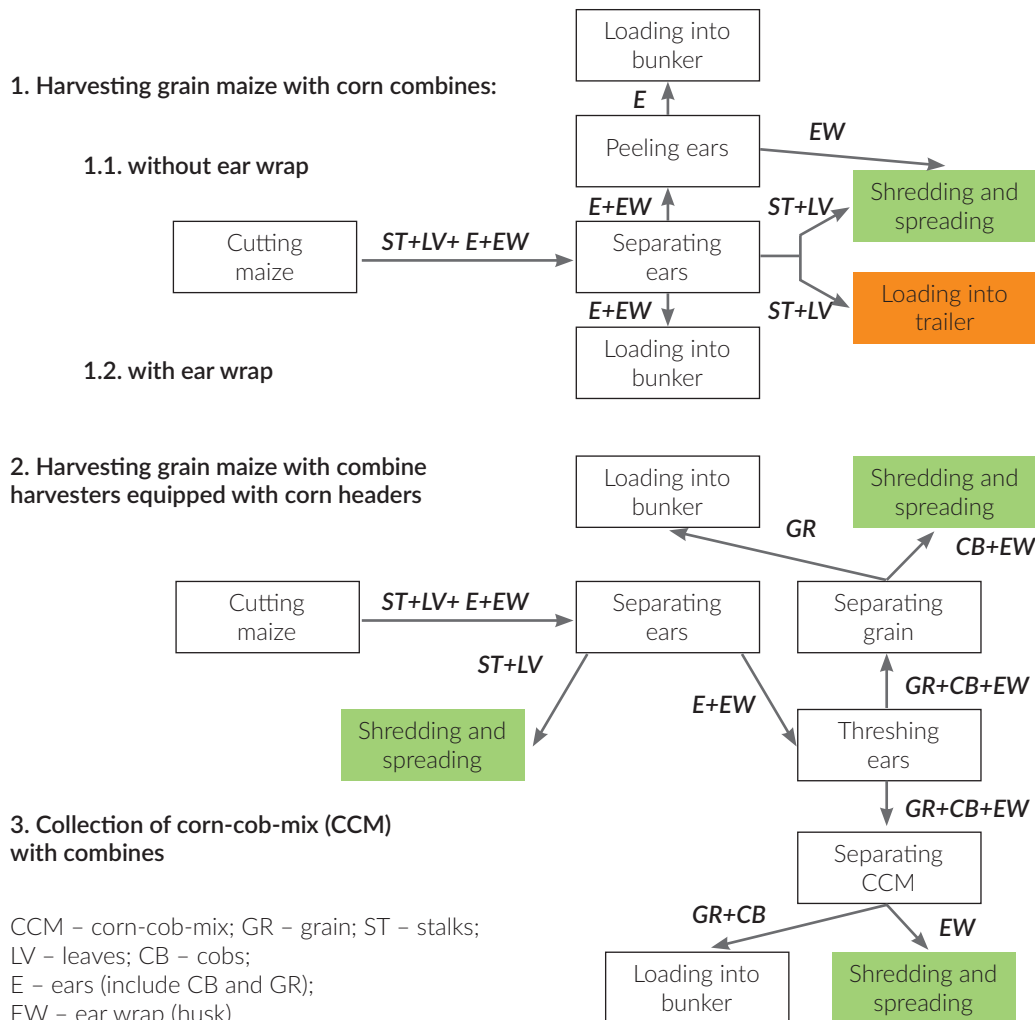 Loading into
bunker
1. Harvesting grain maize with corn combines:
E
Peeling ears
EW
1.1. without ear wrap
Shredding and
spreading
E+EW
ST+LV
Cutting
maize
ST+LV+ E+EW
Separating
ears
Loading into
trailer
E+EW
ST+LV
Loading into
bunker
1.2. with ear wrap
2. Harvesting grain maize with combine
harvesters equipped with corn headers
Loading into
bunker
Shredding and
spreading
GR
CB+EW
Cutting
maize
ST+LV+ E+EW
Separating
ears
Separating
grain
ST+LV
E+EW
GR+CB+EW
Shredding and
spreading
Threshing
ears
GR+CB+EW
3. Collection of corn-cob-mix (CCM)
with combines
Separating
CCM
GR+CB
EW
CCM – corn-cob-mix; GR – grain; ST – stalks;
LV – leaves; CB – cobs;
E – ears (include CB and GR);
EW – ear wrap (husk)
Loading into
bunker
Shredding and
spreading